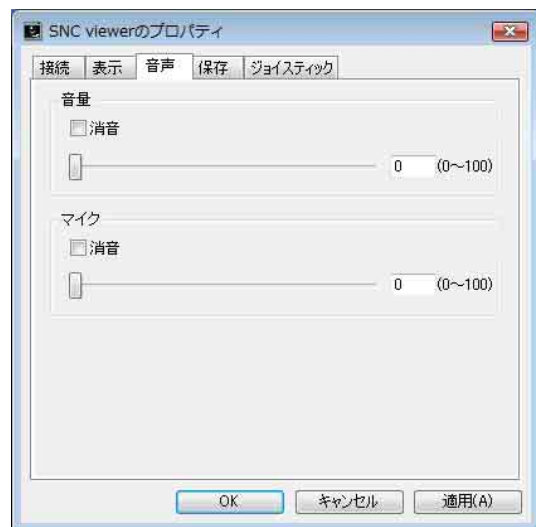 SNC viewerのプロパティ
接続 表示 音声 保存 ジョイスティック
音量
消音
0 (0～100)
マイク
消音
0 (0～100)
OK キャンセル 適用(A)